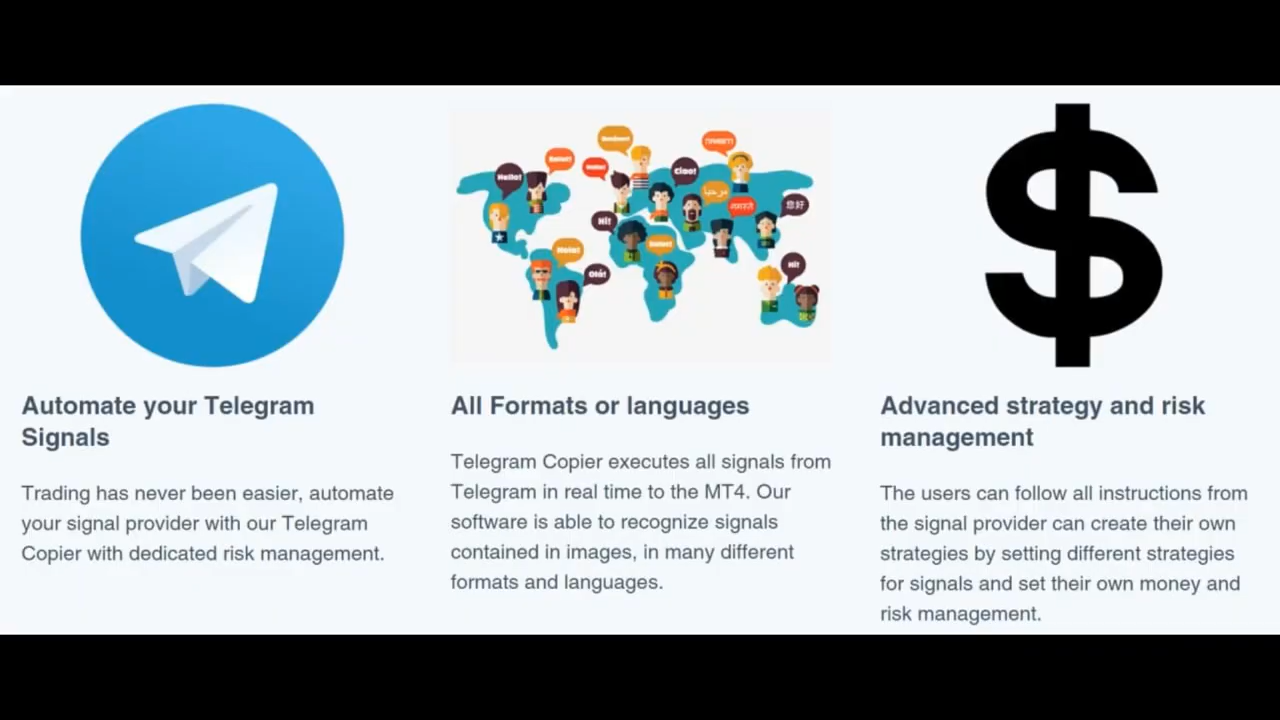 Hello!
Hi!
Hola!
Olá!
Ciao!
مرحبا
您好
Hi!
Automate your Telegram
Signals
Trading has never been easier, automate
your signal provider with our Telegram
Copier with dedicated risk management.
All Formats or languages
Telegram Copier executes all signals from
Telegram in real time to the MT4. Our
software is able to recognize signals
contained in images, in many different
formats and languages.
Advanced strategy and risk
management
The users can follow all instructions from
the signal provider can create their own
strategies by setting different strategies
for signals and set their own money and
risk management.